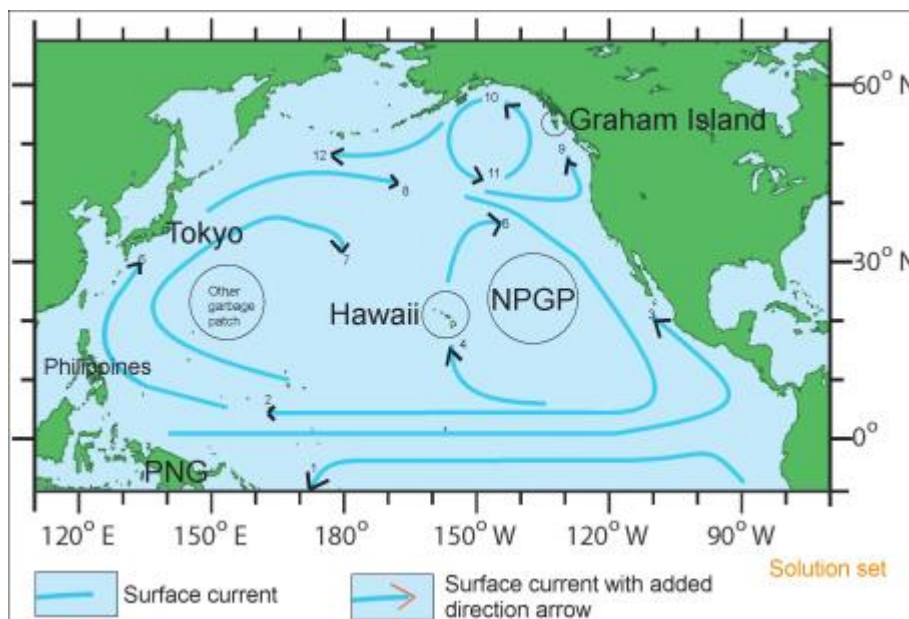 10
60° N
Graham Island
12
9
11
8
Tokyo
6
5
7
30° N
Other
garbage
patch
Hawaii
NPGP
3
4
Philippines
2
0°
PNG
1
120° E
150° E
180°
150° W
120° W
90° W
Solution set
Surface current
Surface current with added
direction arrow